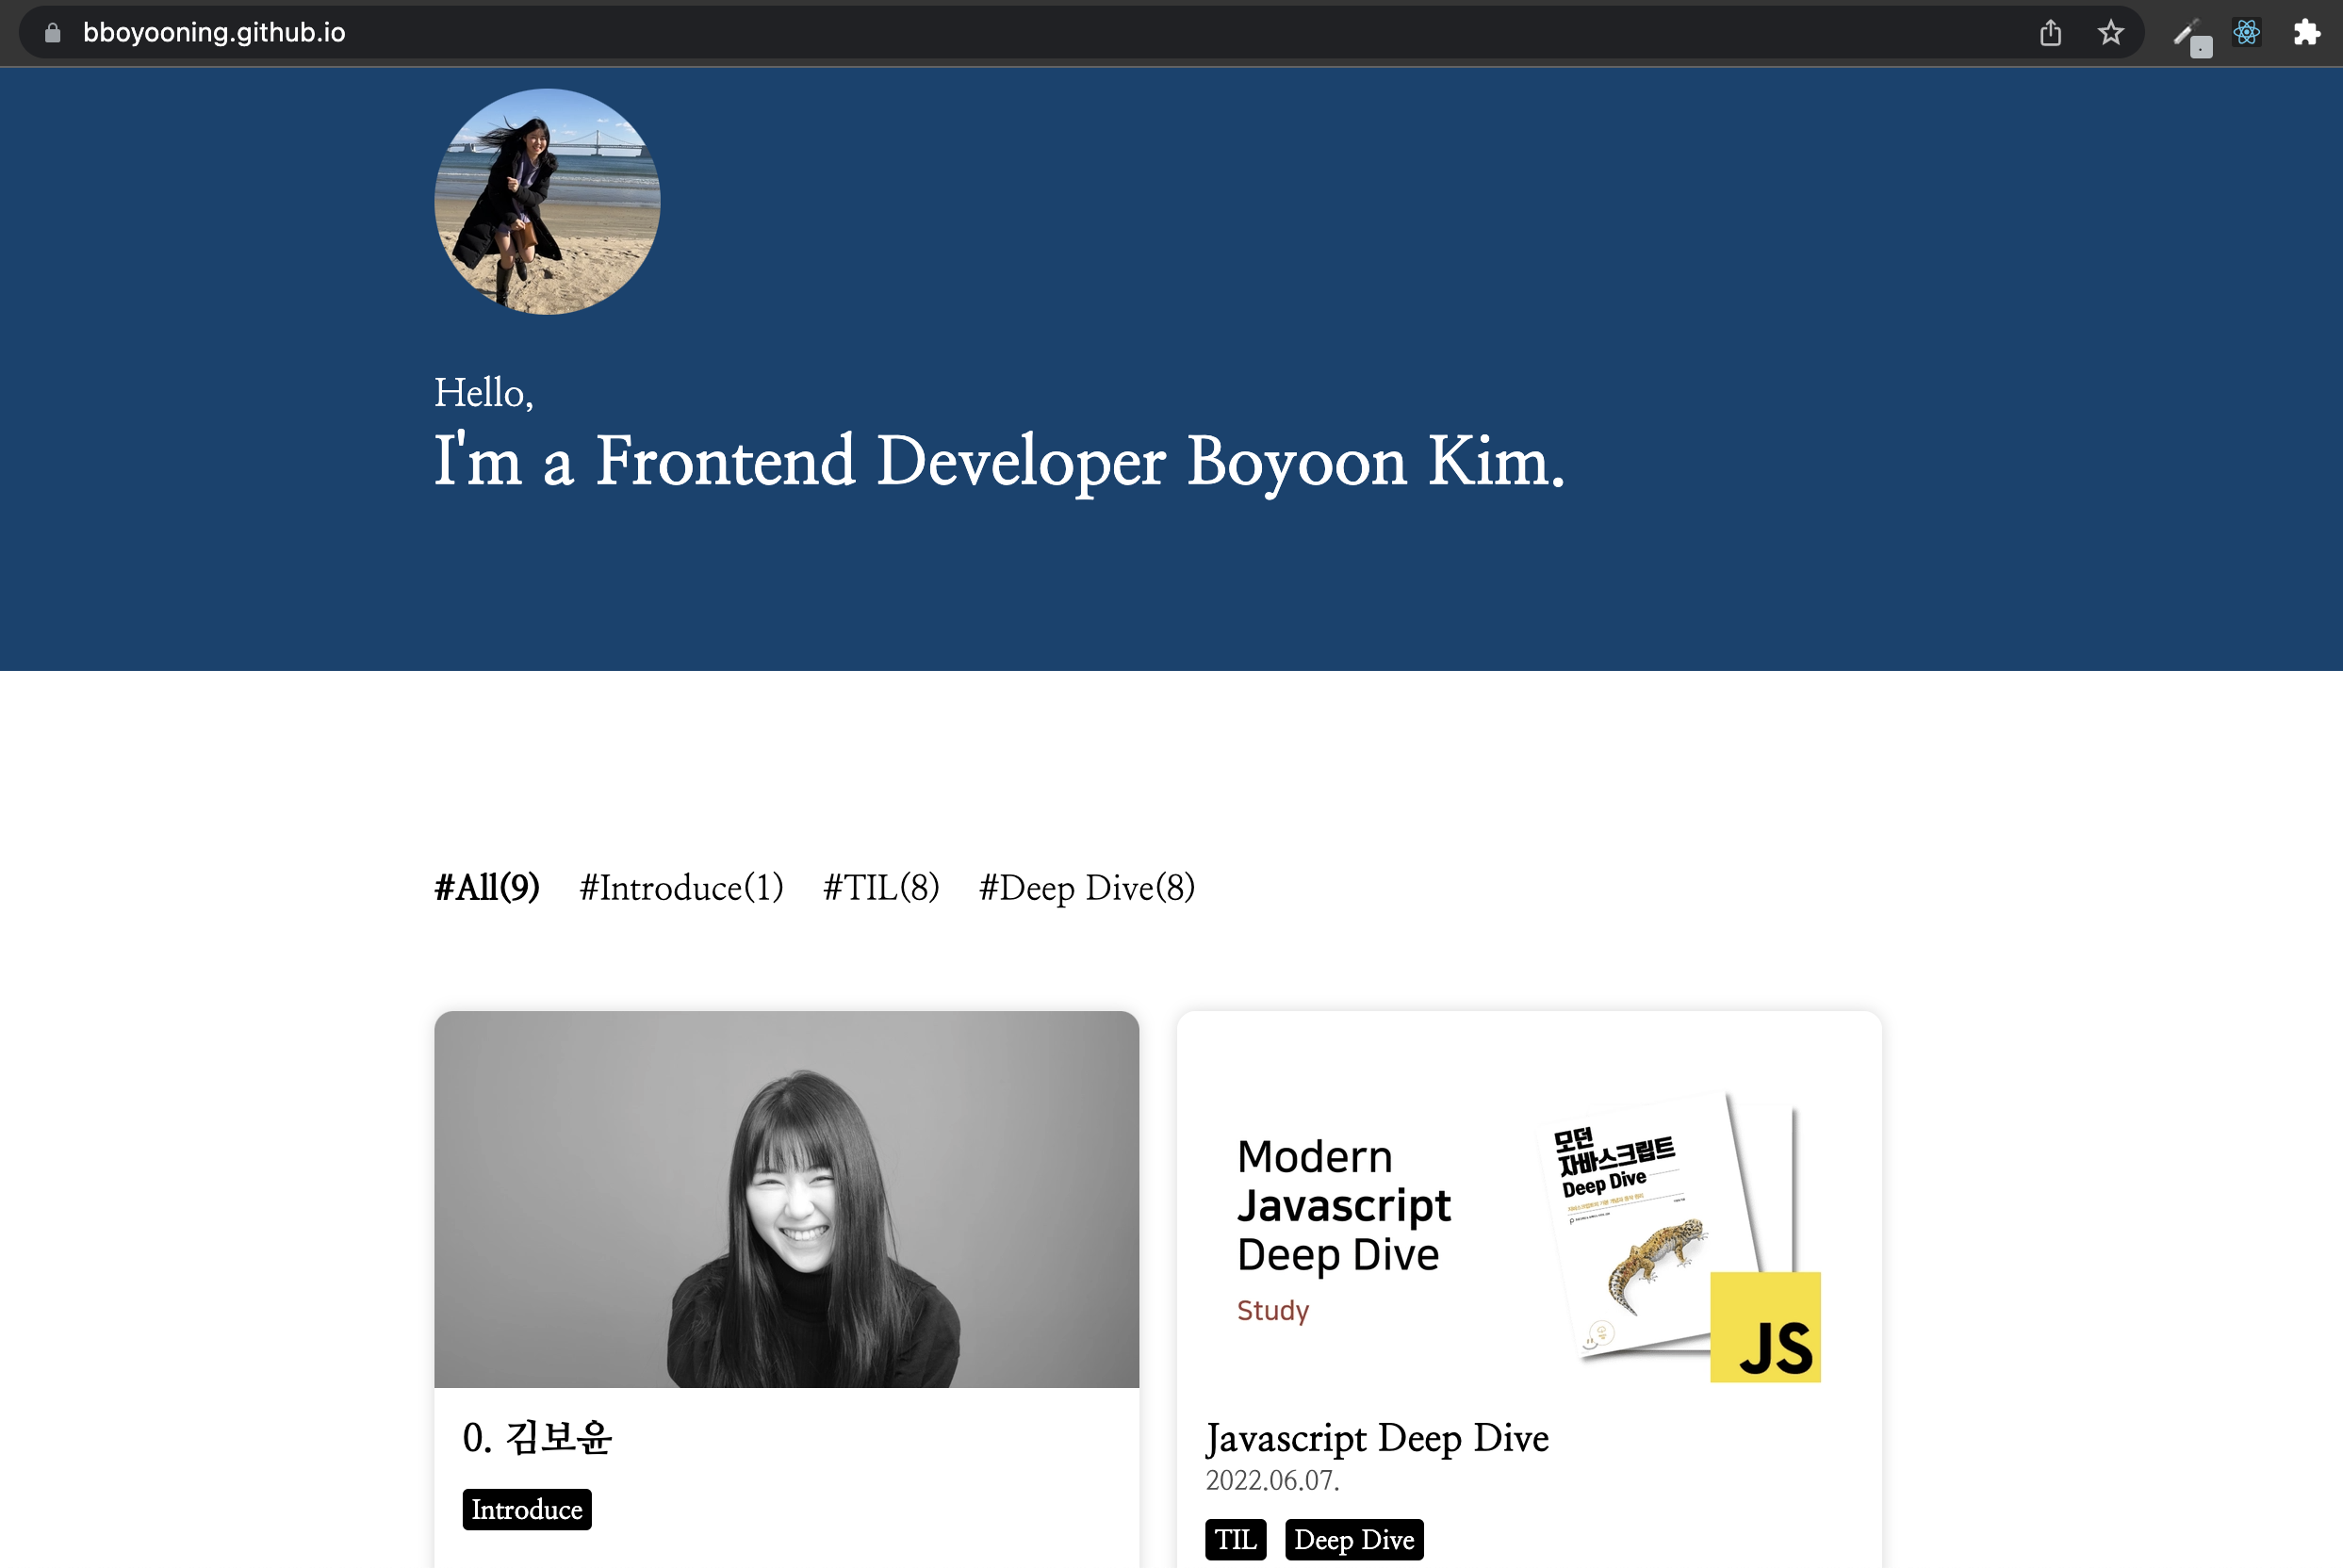 bboyooning.github.io
Hello,
I'm a Frontend Developer Boyoon Kim.
#All(9) #Introduce(1) #TIL(8) #Deep Dive(8)
0. 김보윤
Introduce
Modern
Javascript
Deep Dive
Study
모던
자바스크립트
Deep Dive
JS
Javascript Deep Dive
2022.06.07.
TIL Deep Dive